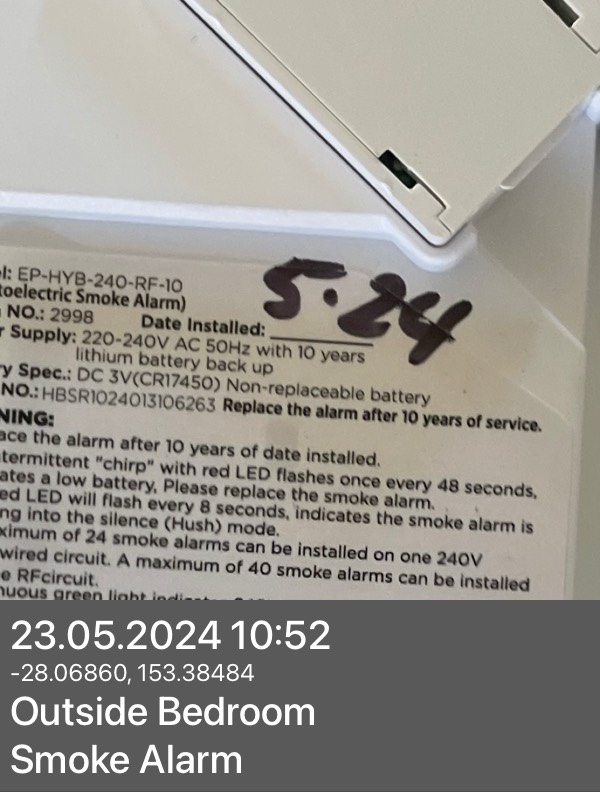 l: EP-HYB-240-RF-10
toelectric Smoke Alarm)
NO.: 2998 Date Installed: 5.24
r Supply: 220-240V AC 50Hz with 10 years
lithium battery back up
ry Spec.: DC 3V(CR17450) Non-replaceable battery
NO.: HBSR1024013106263 Replace the alarm after 10 years of service.
NING:
ace the alarm after 10 years of date installed.
termittent "chirp" with red LED flashes once every 48 seconds,
ates a low battery. Please replace the smoke alarm.
ed LED will flash every 8 seconds, indicates the smoke alarm is
ng into the silence (Hush) mode.
ximum of 24 smoke alarms can be installed on one 240V
wired circuit. A maximum of 40 smoke alarms can be installed
e RFcircuit.
nuous green light
23.05.2024 10:52
-28.06860, 153.38484
Outside Bedroom
Smoke Alarm